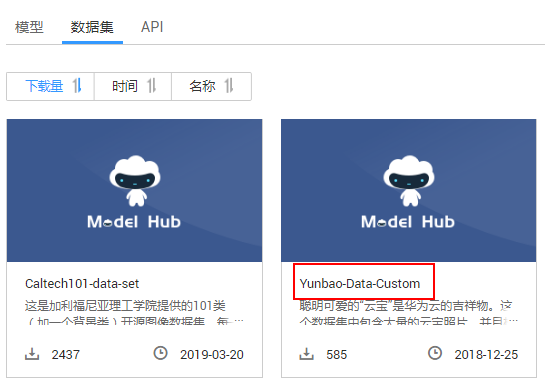 模型 数据集 API
下载量 时间 名称
Model Hub
Model Hub
Caltech101-data-set
这是加利福尼亚理工学院提供的101类
（加一个背景类）开源图像数据集，每...
2437 2019-03-20
Yunbao-Data-Custom
聪明可爱的“云宝”是华为云的吉祥物。这
个数据集中包含大量的云宝照片，并且...
585 2018-12-25